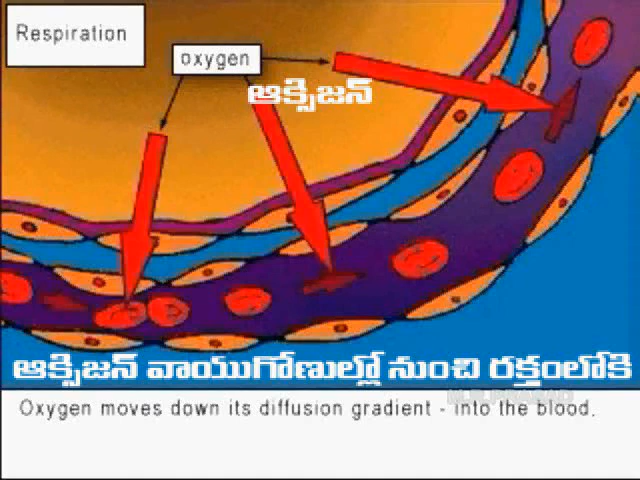 Respiration
oxygen
ఆక్సిజన్
ఆక్సిజన్ వాయుగోణుల్లో నుంచి రక్తంలోకి
Oxygen moves down its diffusion gradient - into the blood.